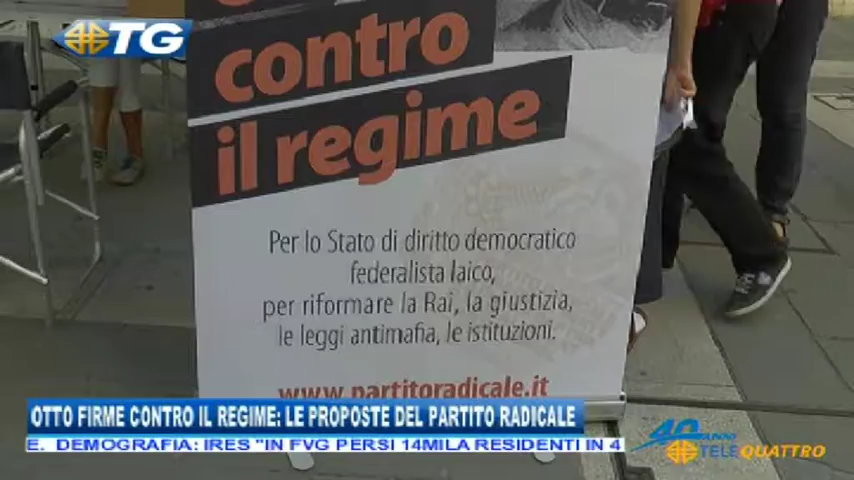 TG
contro
il regime
Per lo Stato di diritto democratico
federalista laico,
per riformare la Rai, la giustizia,
le leggi antimafia, le istituzioni.
www.partitoradicale.it
OTTO FIRME CONTRO IL REGIME: LE PROPOSTE DEL PARTITO RADICALE
E. DEMOGRAFIA: IRES "IN FVG PERSI 14MILA RESIDENTI IN 4
40 ANNI
TELEQUATTRO